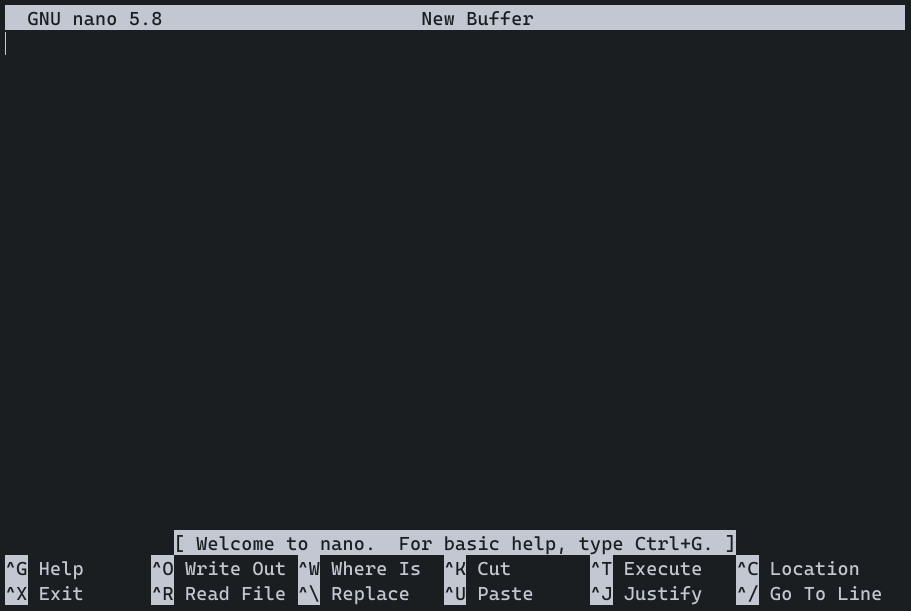 GNU nano 5.8 New Buffer
[ Welcome to nano.  For basic help, type Ctrl+G. ]
^G Help ^O Write Out ^W Where Is ^K Cut ^T Execute ^C Location
^X Exit ^R Read File ^\ Replace ^U Paste ^J Justify ^/ Go To Line